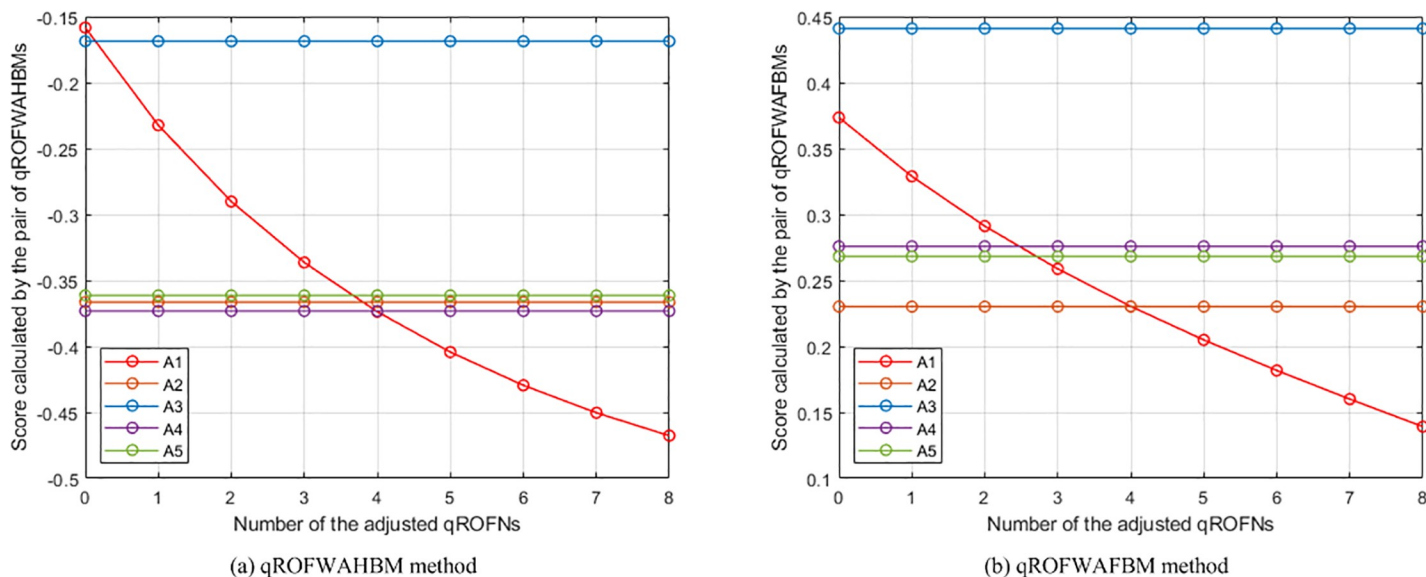 Score calculated by the pair of qROFWAHBMs
-0.15
-0.2
-0.25
-0.3
-0.35
-0.4
-0.45
-0.5
A1
A2
A3
A4
A5
0 1 2 3 4 5 6 7 8
Number of the adjusted qROFNs
(a) qROFWAHBM method
Score calculated by the pair of qROFWAFBMs
0.45
0.4
0.35
0.3
0.25
0.2
0.15
0.1
A1
A2
A3
A4
A5
0 1 2 3 4 5 6 7 8
Number of the adjusted qROFNs
(b) qROFWAFBM method